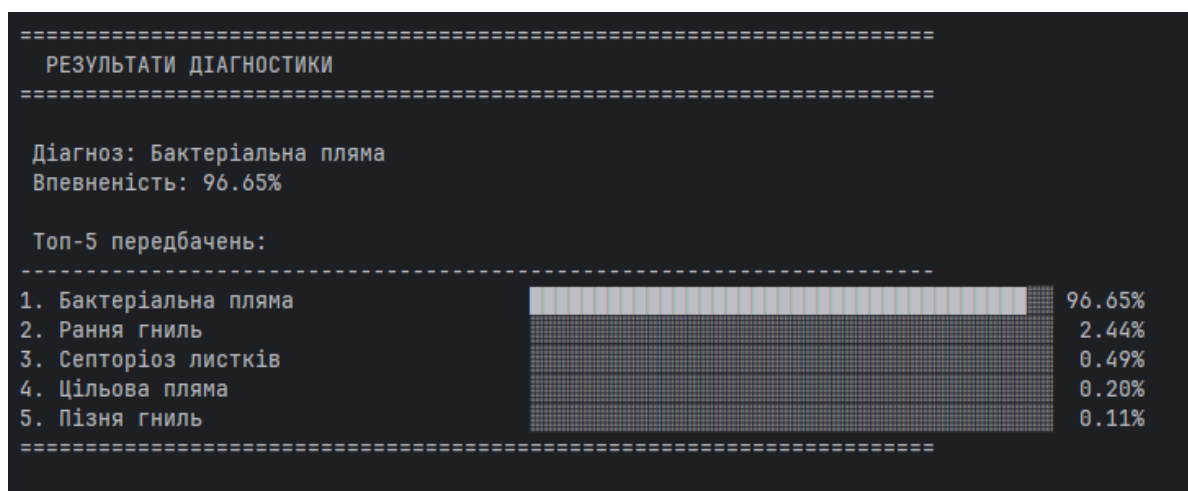 ======================================================================
РЕЗУЛЬТАТИ ДІАГНОСТИКИ
======================================================================
Діагноз: Бактеріальна пляма
Впевненість: 96.65%
Топ-5 передбачень:
----------------------------------------------------------------------
1. Бактеріальна пляма 96.65%
2. Рання гниль 2.44%
3. Септоріоз листків 0.49%
4. Цільова пляма 0.20%
5. Пізня гниль 0.11%
======================================================================